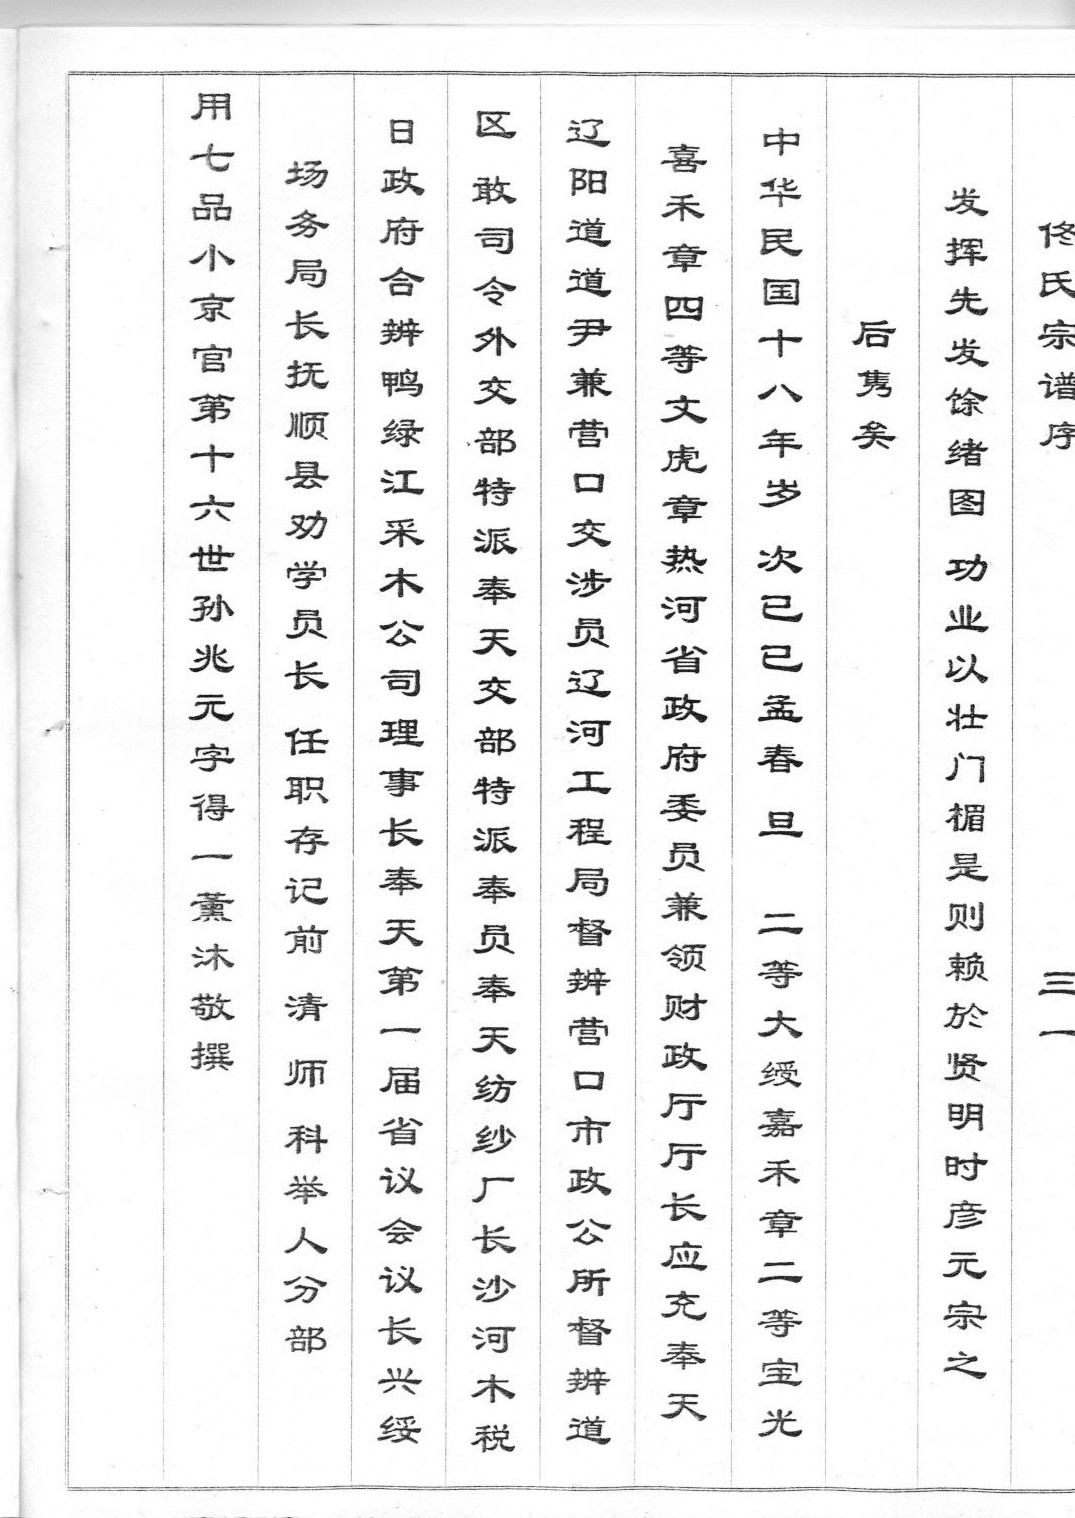 佟氏宗谱序 三一
发挥先发馀绪图功业以壮门楣是则赖於贤明时彦元宗之
后隽矣
中华民国十八年岁次己巳孟春旦 二等大绶嘉禾章二等宝光
喜禾章四等文虎章热河省政府委员兼领财政厅厅长应充奉天
辽阳道道尹兼营口交涉员辽河工程局督辨营口市政公所督辨道
区敢司令外交部特派奉天交部特派奉员奉天纺纱厂长沙河木税
日政府合辨鸭绿江采木公司理事长奉天第一届省议会议长兴绥
场务局长抚顺县劝学员长任职存记前清师科举人分部
用七品小京官第十六世孙兆元字得一薰沐敬撰